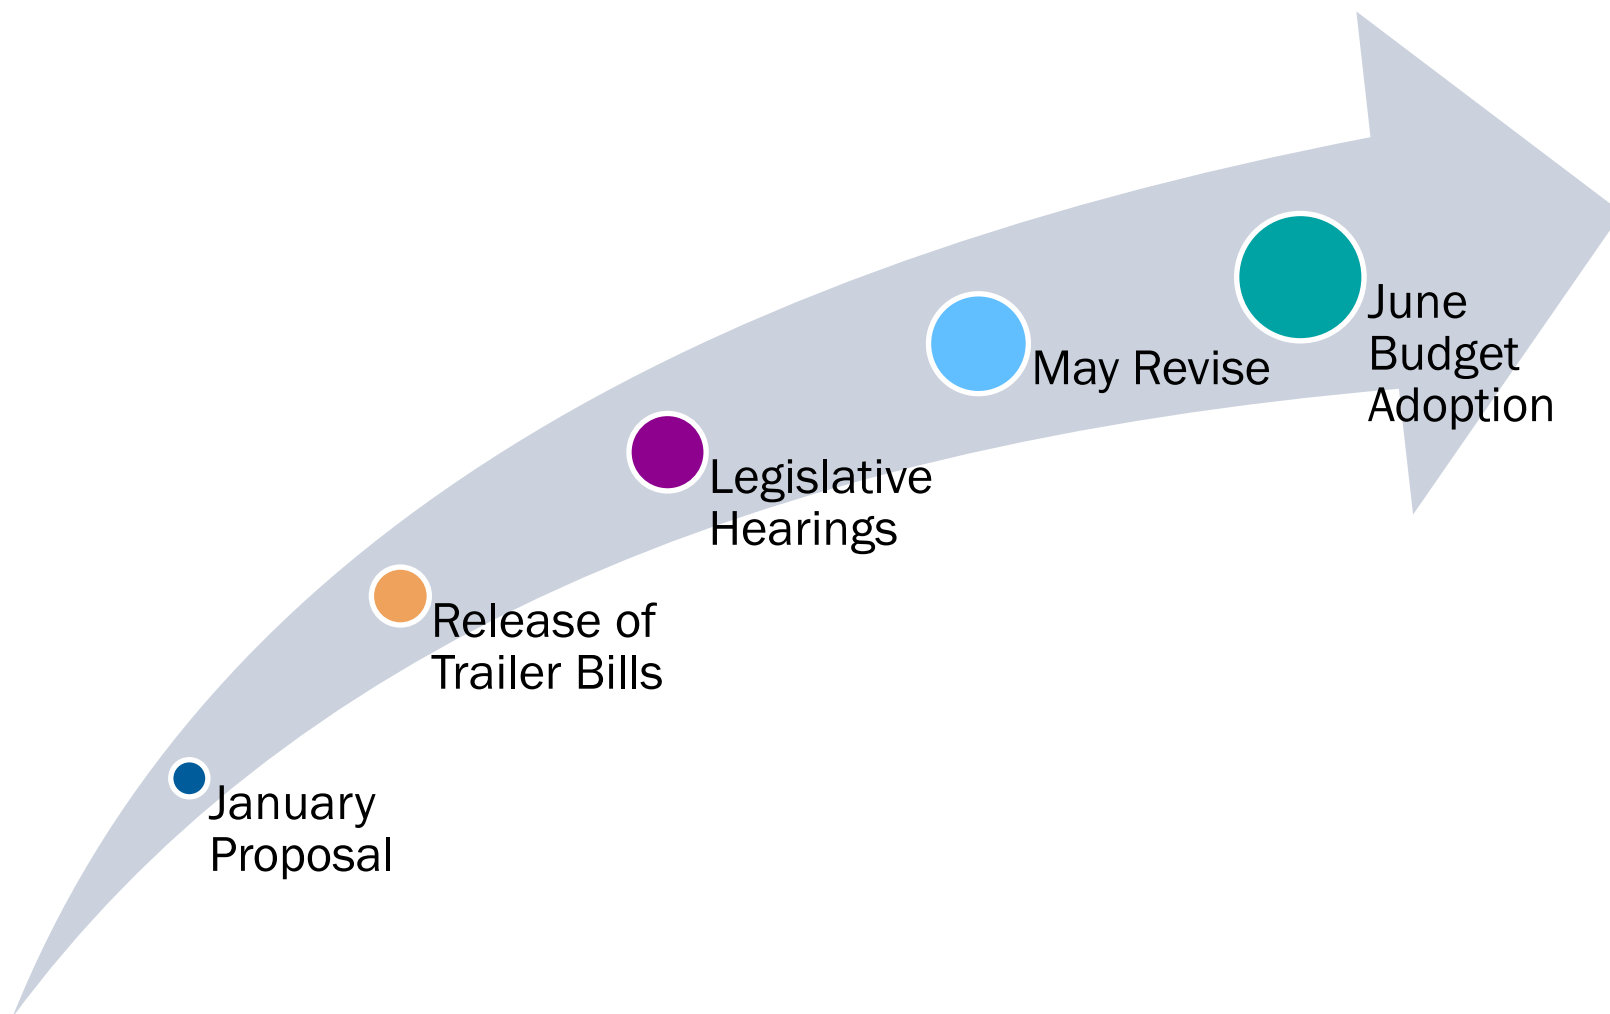 January
Proposal
Release of
Trailer Bills
Legislative
Hearings
May Revise
June
Budget
Adoption